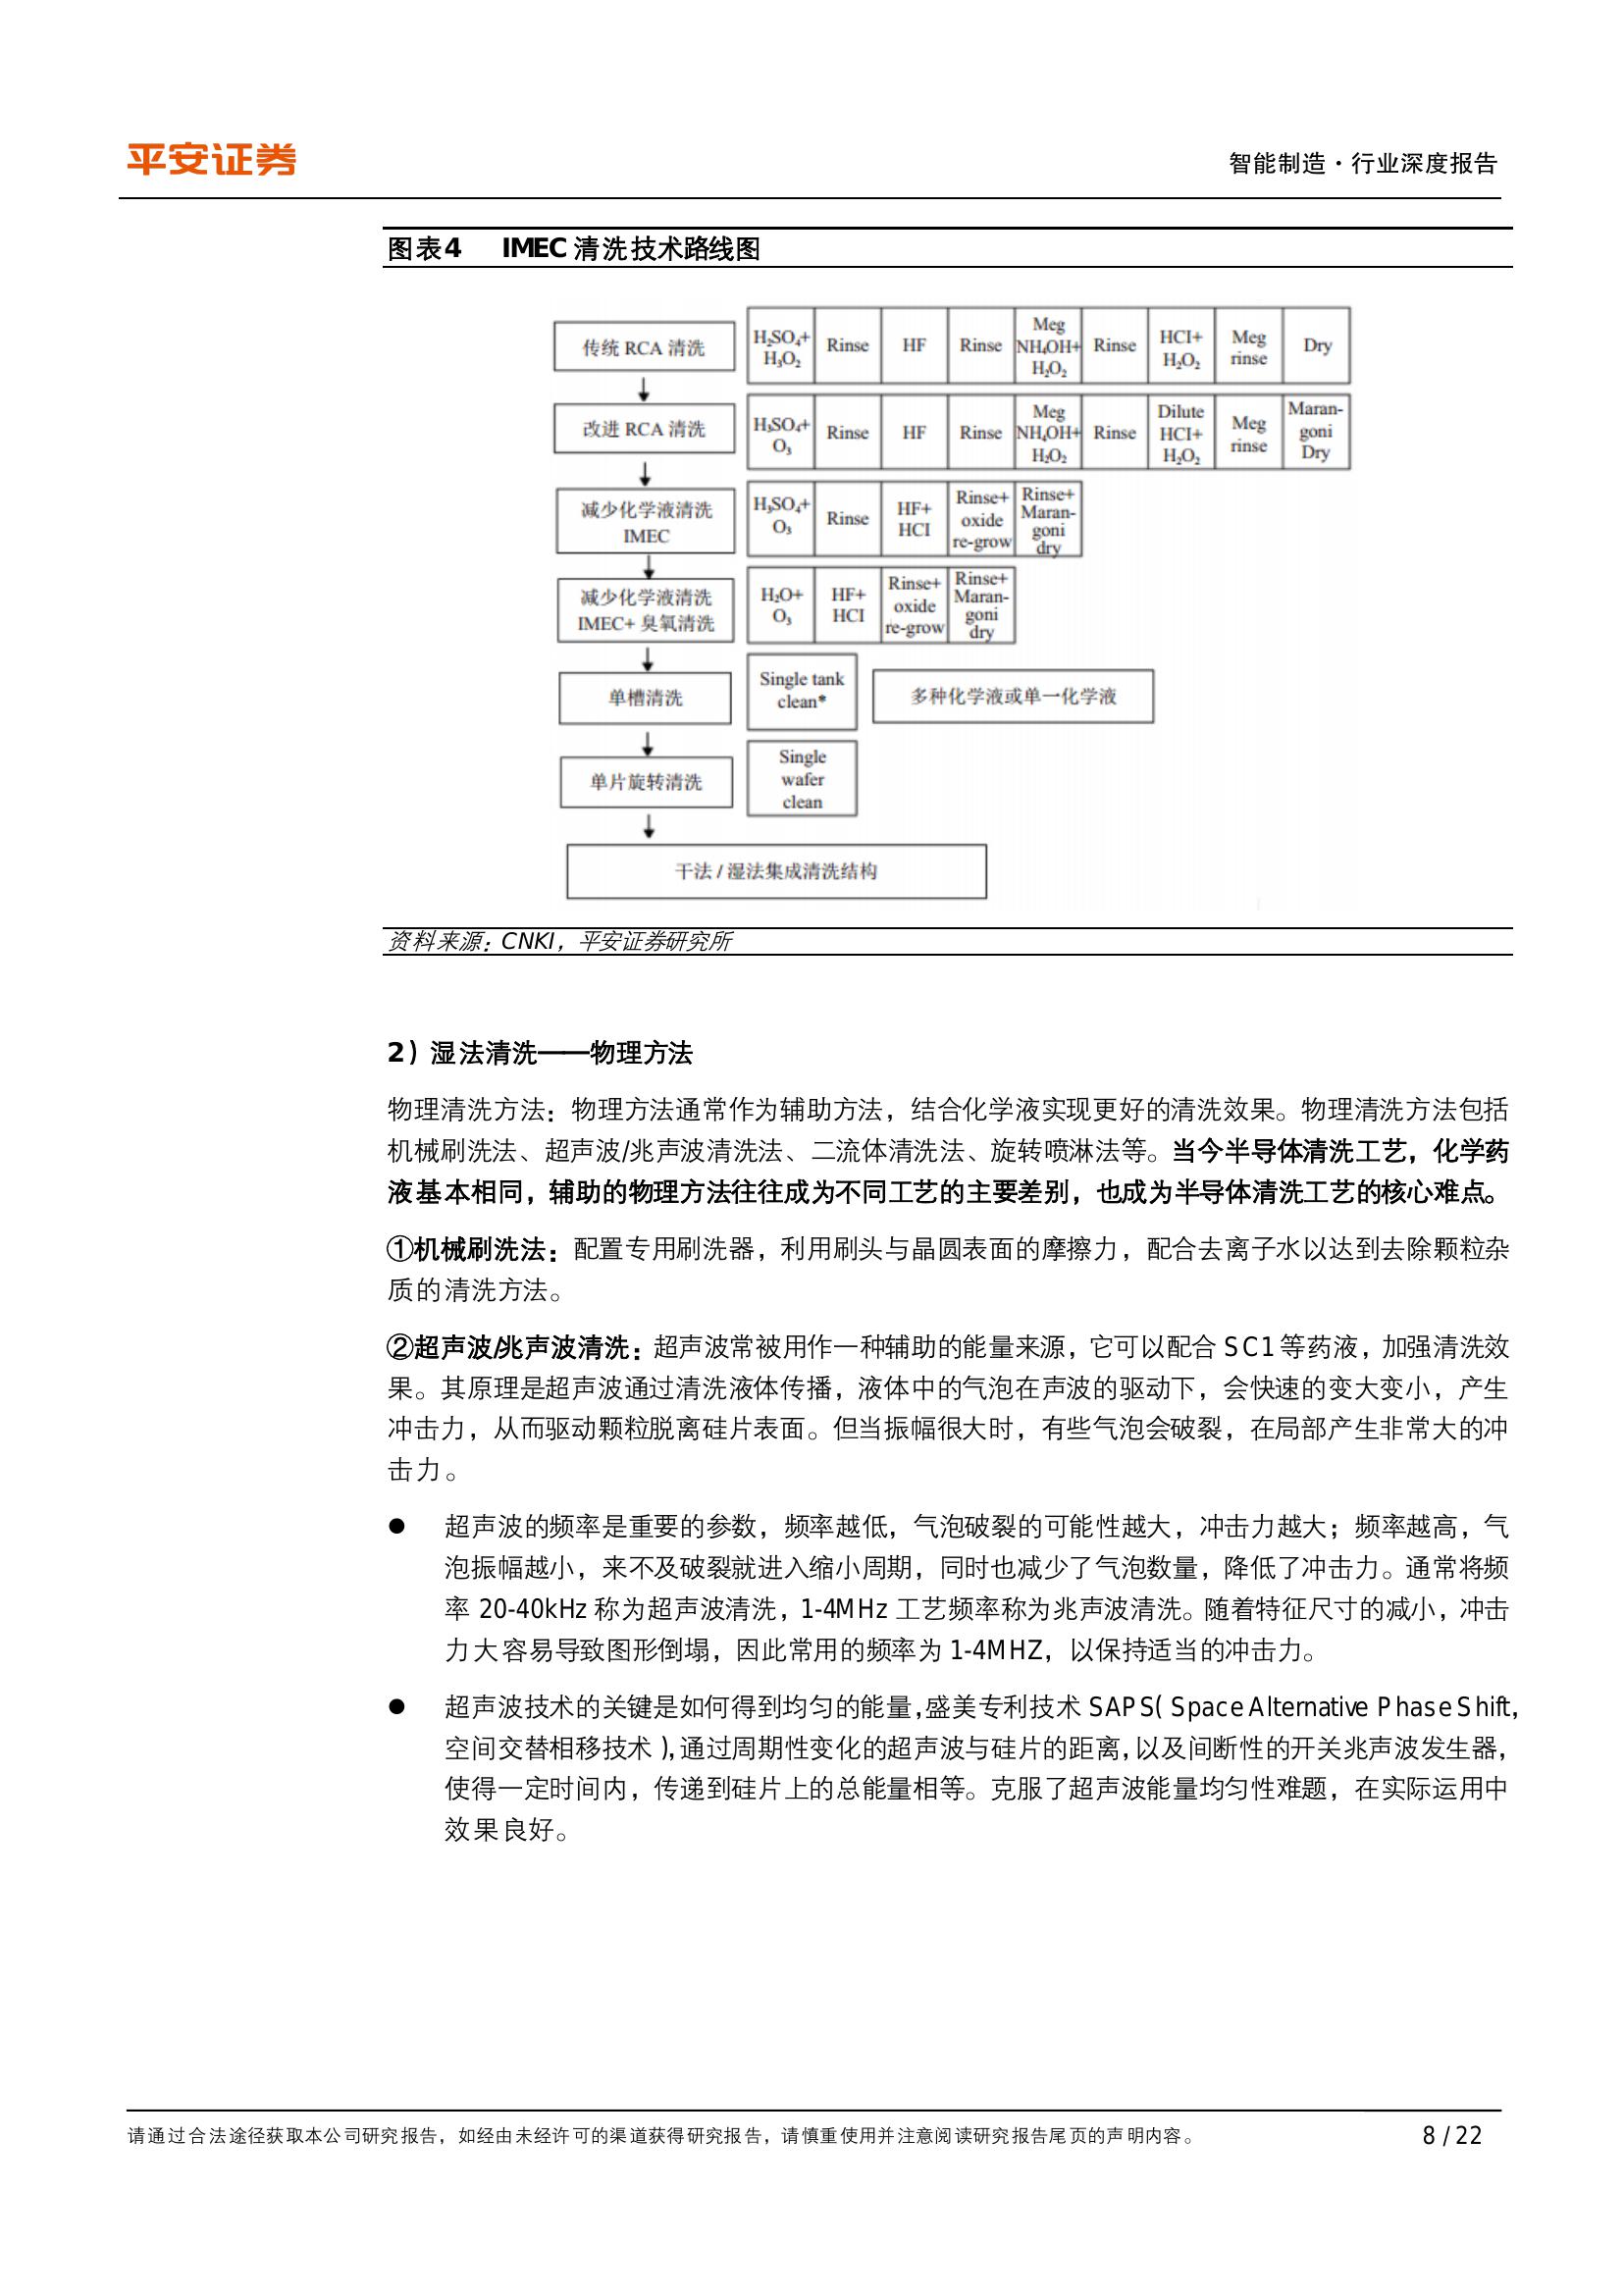 平安证券
智能制造·行业深度报告
图表4 IMEC 清洗技术路线图
传统 RCA 清洗
H₂SO₄+
H₃O₂
Rinse
HF
Rinse
Meg
NH₄OH+
H₂O₂
Rinse
HCI+
H₂O₂
Meg
rinse
Dry
改进 RCA 清洗
H₃SO₄+
O₃
Rinse
HF
Rinse
Meg
NH₄OH+
H₂O₂
Rinse
Dilute
HCI+
H₂O₂
Meg
rinse
Maran-
goni
Dry
减少化学液清洗
IMEC
H₃SO₄+
O₃
Rinse
HF+
HCI
Rinse+
oxide
re-grow
Rinse+
Maran-
goni
dry
减少化学液清洗
IMEC+ 臭氧清洗
H₂O+
O₃
HF+
HCI
Rinse+
oxide
re-grow
Rinse+
Maran-
goni
dry
单槽清洗
Single tank
clean*
多种化学液或单一化学液
单片旋转清洗
Single
wafer
clean
干法 / 湿法集成清洗结构
资料来源：CNKI，平安证券研究所
2）湿法清洗——物理方法
物理清洗方法：物理方法通常作为辅助方法，结合化学液实现更好的清洗效果。物理清洗方法包括
机械刷洗法、超声波/兆声波清洗法、二流体清洗法、旋转喷淋法等。当今半导体清洗工艺，化学药
液基本相同，辅助的物理方法往往成为不同工艺的主要差别，也成为半导体清洗工艺的核心难点。
①机械刷洗法：配置专用刷洗器，利用刷头与晶圆表面的摩擦力，配合去离子水以达到去除颗粒杂
质的清洗方法。
②超声波/兆声波清洗：超声波常被用作一种辅助的能量来源，它可以配合 SC1 等药液，加强清洗效
果。其原理是超声波通过清洗液体传播，液体中的气泡在声波的驱动下，会快速的变大变小，产生
冲击力，从而驱动颗粒脱离硅片表面。但当振幅很大时，有些气泡会破裂，在局部产生非常大的冲
击力。
● 超声波的频率是重要的参数，频率越低，气泡破裂的可能性越大，冲击力越大；频率越高，气
泡振幅越小，来不及破裂就进入缩小周期，同时也减少了气泡数量，降低了冲击力。通常将频
率 20-40kHz 称为超声波清洗，1-4MHz 工艺频率称为兆声波清洗。随着特征尺寸的减小，冲击
力大容易导致图形倒塌，因此常用的频率为 1-4MHZ，以保持适当的冲击力。
● 超声波技术的关键是如何得到均匀的能量，盛美专利技术 SAPS（Space Alternative Phase Shift，
空间交替相移技术），通过周期性变化的超声波与硅片的距离，以及间断性的开关兆声波发生器，
使得一定时间内，传递到硅片上的总能量相等。克服了超声波能量均匀性难题，在实际运用中
效果良好。
请通过合法途径获取本公司研究报告，如经由未经许可的渠道获得研究报告，请慎重使用并注意阅读研究报告尾页的声明内容。
8 / 22